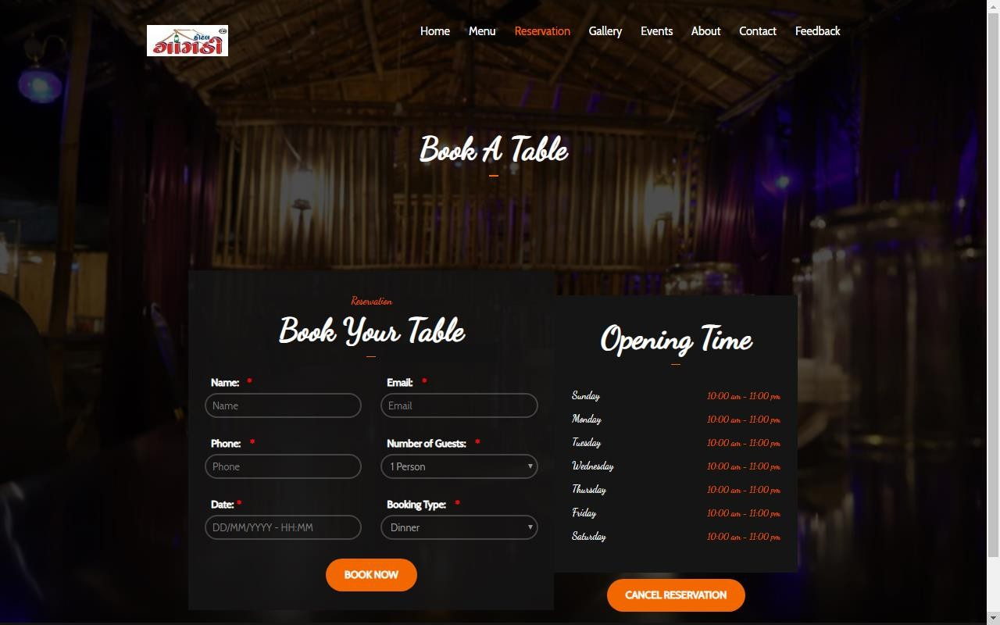 હોટલ
ગામડી
Home Menu Reservation Gallery Events About Contact Feedback
Book A Table
Reservation
Book Your Table
Name: *
Email: *
Name
Email
Phone: *
Number of Guests: *
Phone
1 Person
Date: *
Booking Type: *
DD/MM/YYYY - HH:MM
Dinner
BOOK NOW
Opening Time
Sunday 10:00 am - 11:00 pm
Monday 10:00 am - 11:00 pm
Tuesday 10:00 am - 11:00 pm
Wednesday 10:00 am - 11:00 pm
Thursday 10:00 am - 11:00 pm
Friday 10:00 am - 11:00 pm
Saturday 10:00 am - 11:00 pm
CANCEL RESERVATION